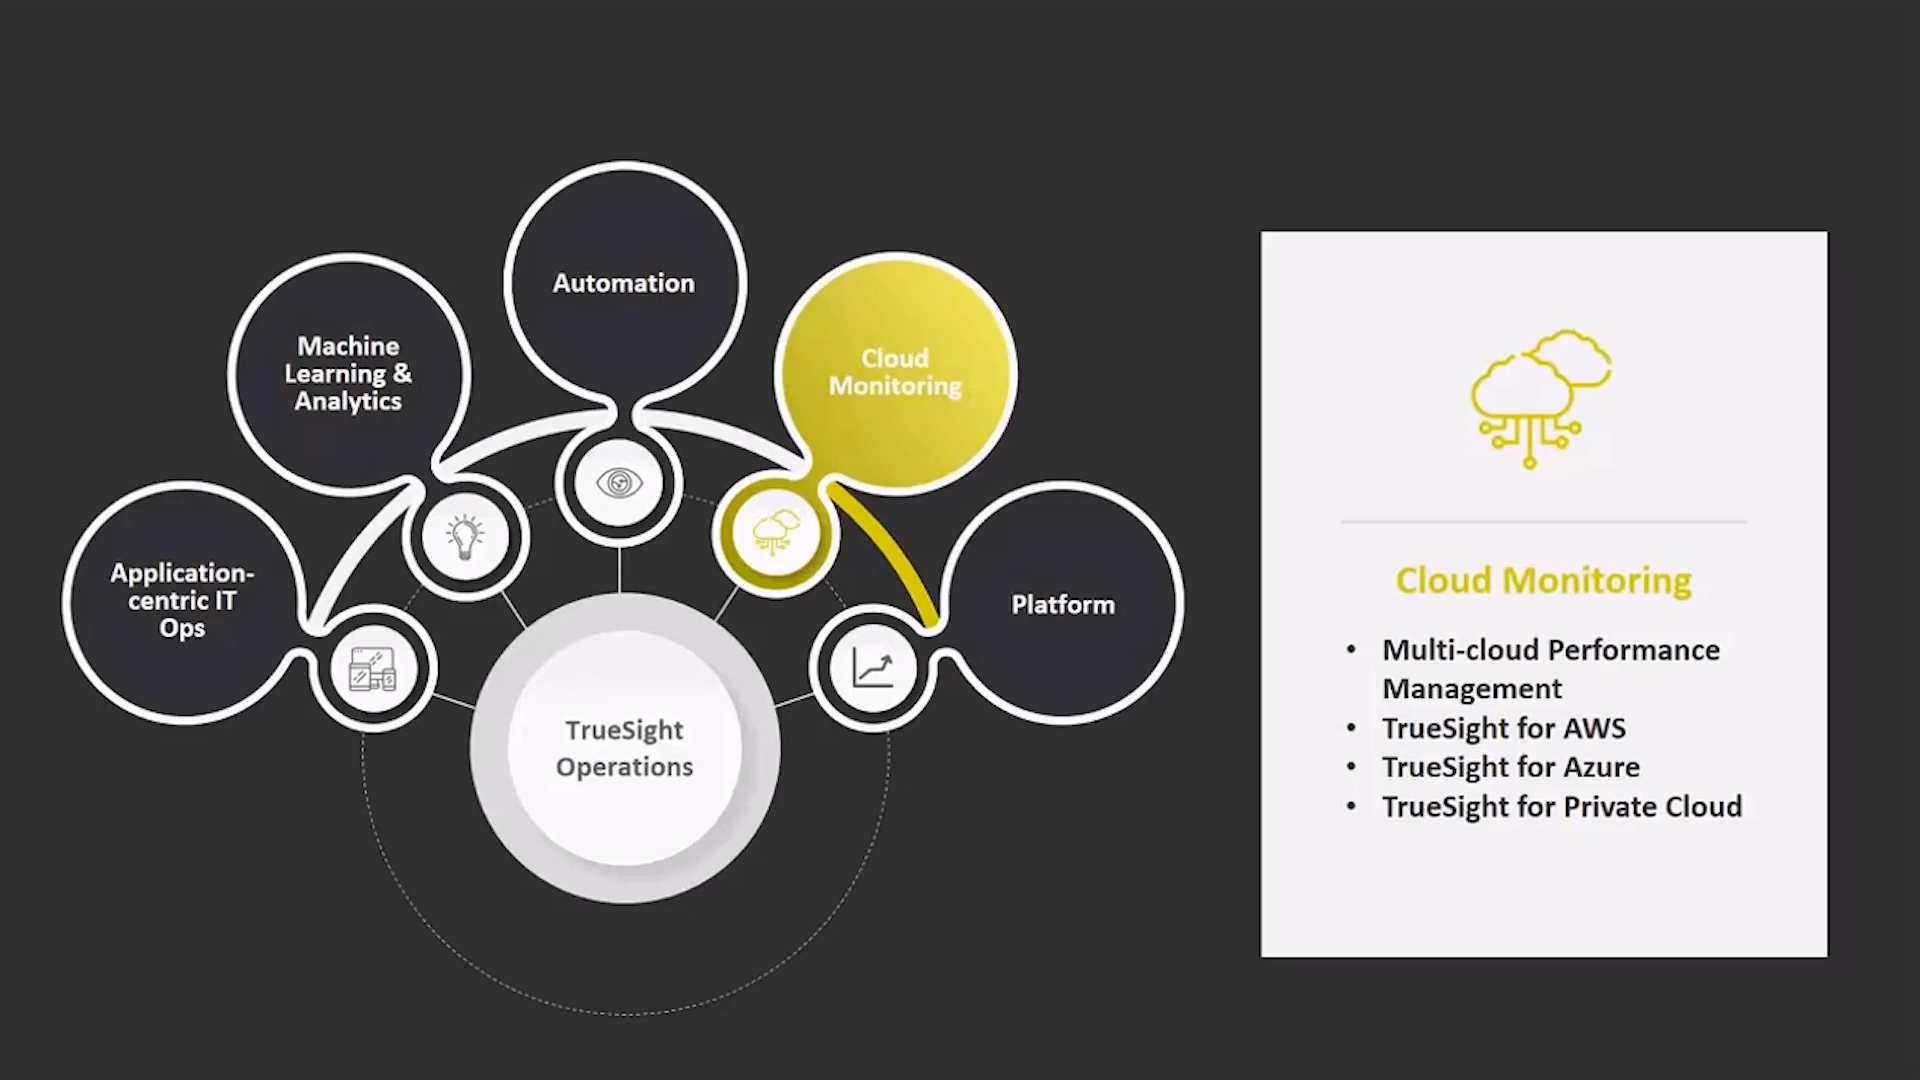 Automation
Machine
Learning &
Analytics
Cloud
Monitoring
Application-
centric IT
Ops
Platform
TrueSight
Operations
Cloud Monitoring
• Multi-cloud Performance
Management
• TrueSight for AWS
• TrueSight for Azure
• TrueSight for Private Cloud